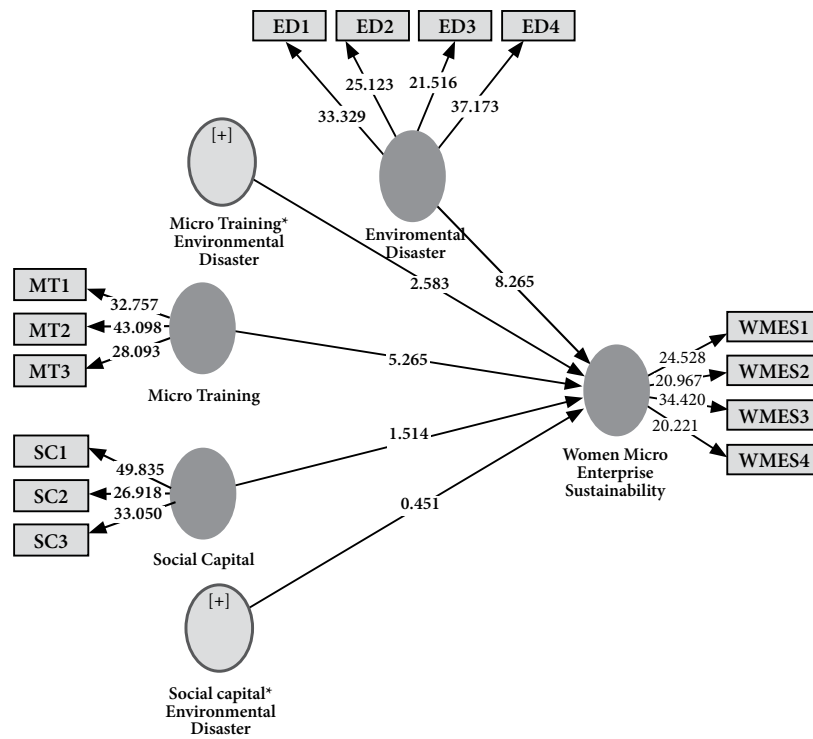 ED1 ED2 ED3 ED4
33.329 25.123 21.516 37.173
[+]
Micro Training*
Environmental
Disaster
Enviromental
Disaster
2.583
8.265
MT1
MT2
MT3
32.757
43.098
28.093
Micro Training
5.265
SC1
SC2
SC3
49.835
26.918
33.050
Social Capital
1.514
0.451
[+]
Social capital*
Environmental
Disaster
Women Micro
Enterprise
Sustainability
24.528
20.967
34.420
20.221
WMES1
WMES2
WMES3
WMES4